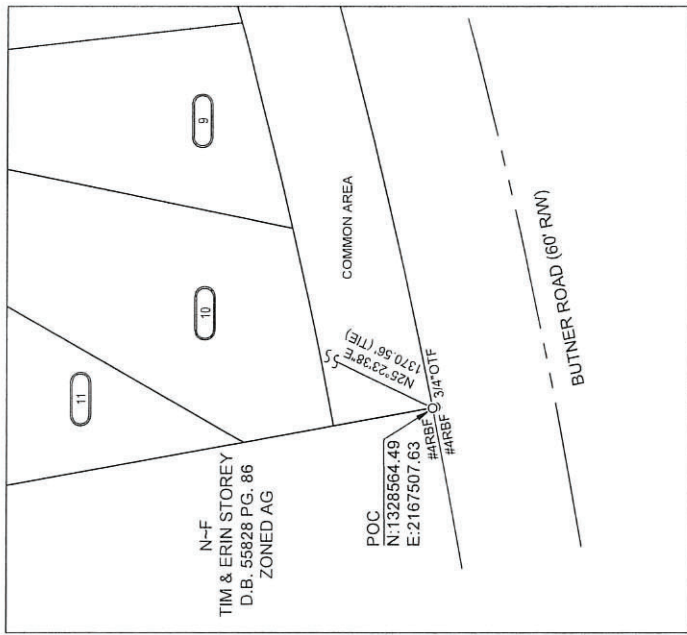 9
10
11
COMMON AREA
N25°23'38"E
1370.56' (TIE)
N~F
TIM & ERIN STOREY
D.B. 55828 PG. 86
ZONED AG
POC
N:1328564.49
E:2167507.63
#4RBF
#4RBF
3/4"OTF
BUTNER ROAD (60' R/W)